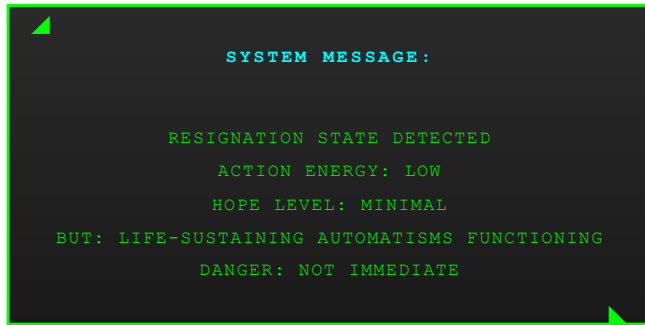 SYSTEM MESSAGE:
RESIGNATION STATE DETECTED
ACTION ENERGY: LOW
HOPE LEVEL: MINIMAL
BUT: LIFE-SUSTAINING AUTOMATISMS FUNCTIONING
DANGER: NOT IMMEDIATE